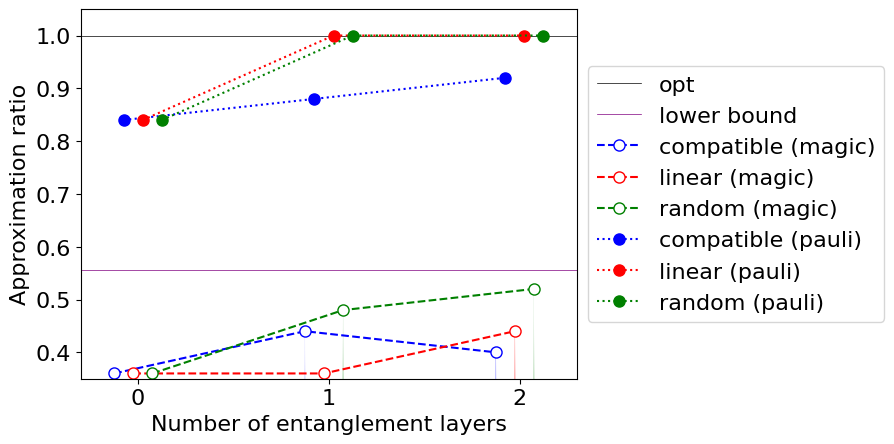 1.0
0.9
0.8
0.7
0.6
0.5
0.4
Approximation ratio
0
1
2
Number of entanglement layers
opt
lower bound
compatible (magic)
linear (magic)
random (magic)
compatible (pauli)
linear (pauli)
random (pauli)